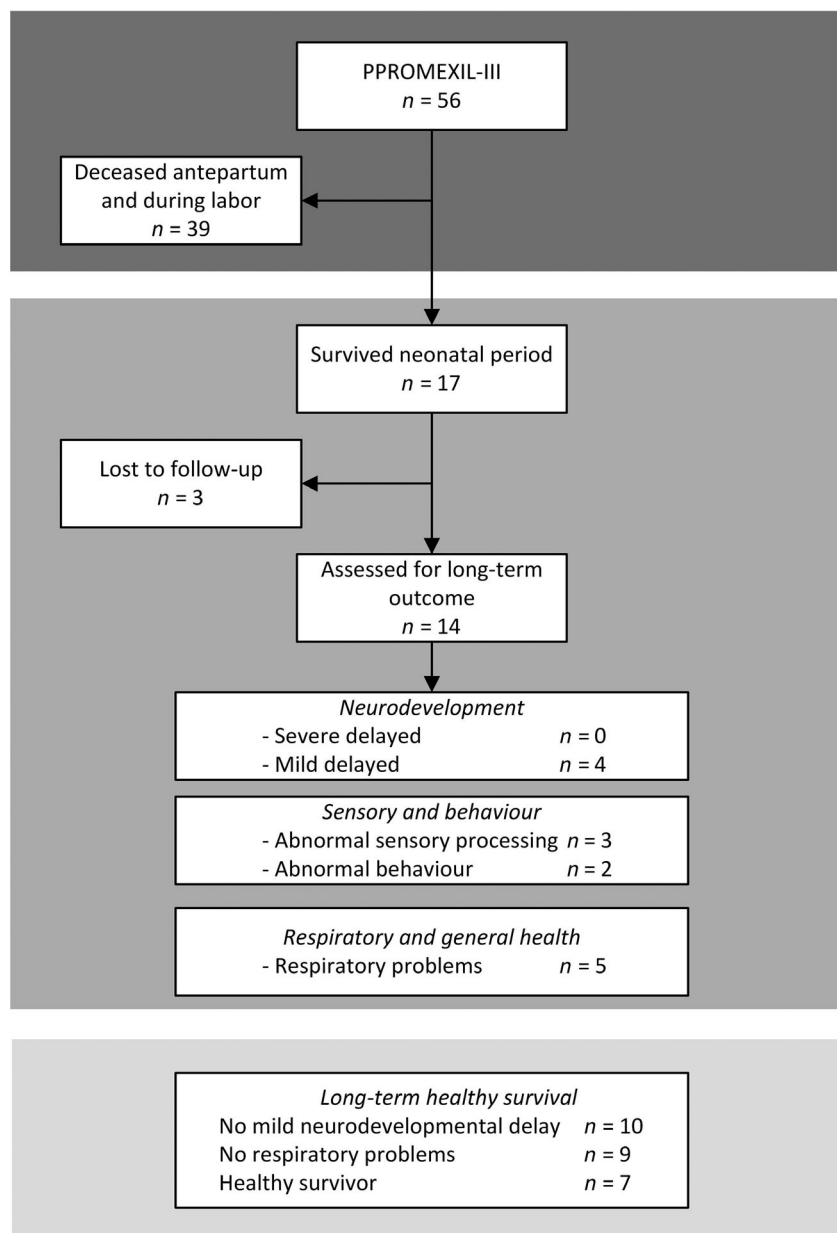 PPROMEXIL-III
n = 56
Deceased antepartum
and during labor
n = 39
Survived neonatal period
n = 17
Lost to follow-up
n = 3
Assessed for long-term
outcome
n = 14
Neurodevelopment
- Severe delayed n = 0
- Mild delayed n = 4
Sensory and behaviour
- Abnormal sensory processing n = 3
- Abnormal behaviour n = 2
Respiratory and general health
- Respiratory problems n = 5
Long-term healthy survival
No mild neurodevelopmental delay n = 10
No respiratory problems n = 9
Healthy survivor n = 7